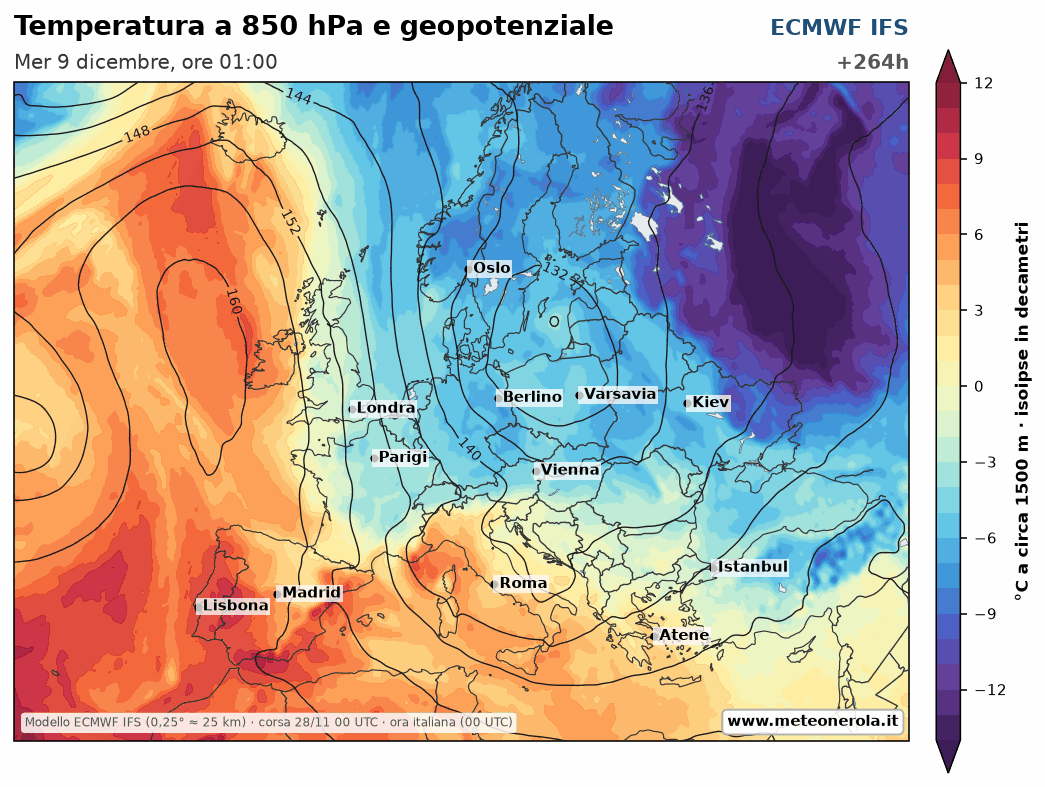 Temperatura a 850 hPa e geopotenziale
ECMWF IFS
Mer 9 dicembre, ore 01:00
+264h
144
136
148
152
132
160
140
Oslo
Berlino
Varsavia
Kiev
Londra
Parigi
Vienna
Istanbul
Roma
Madrid
Lisbona
Atene
12
9
6
3
0
−3
−6
−9
−12
°C a circa 1500 m · isoipse in decametri
Modello ECMWF IFS (0,25° ≈ 25 km) · corsa 28/11 00 UTC · ora italiana (00 UTC)
www.meteonerola.it